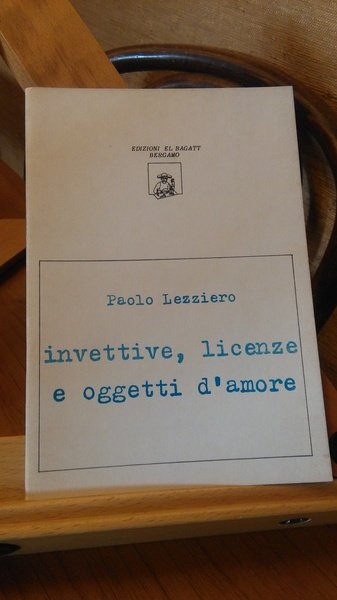 EDIZIONI EL BAGATT
BERGAMO
Paolo Lezziero
invettive, licenze
e oggetti d'amore